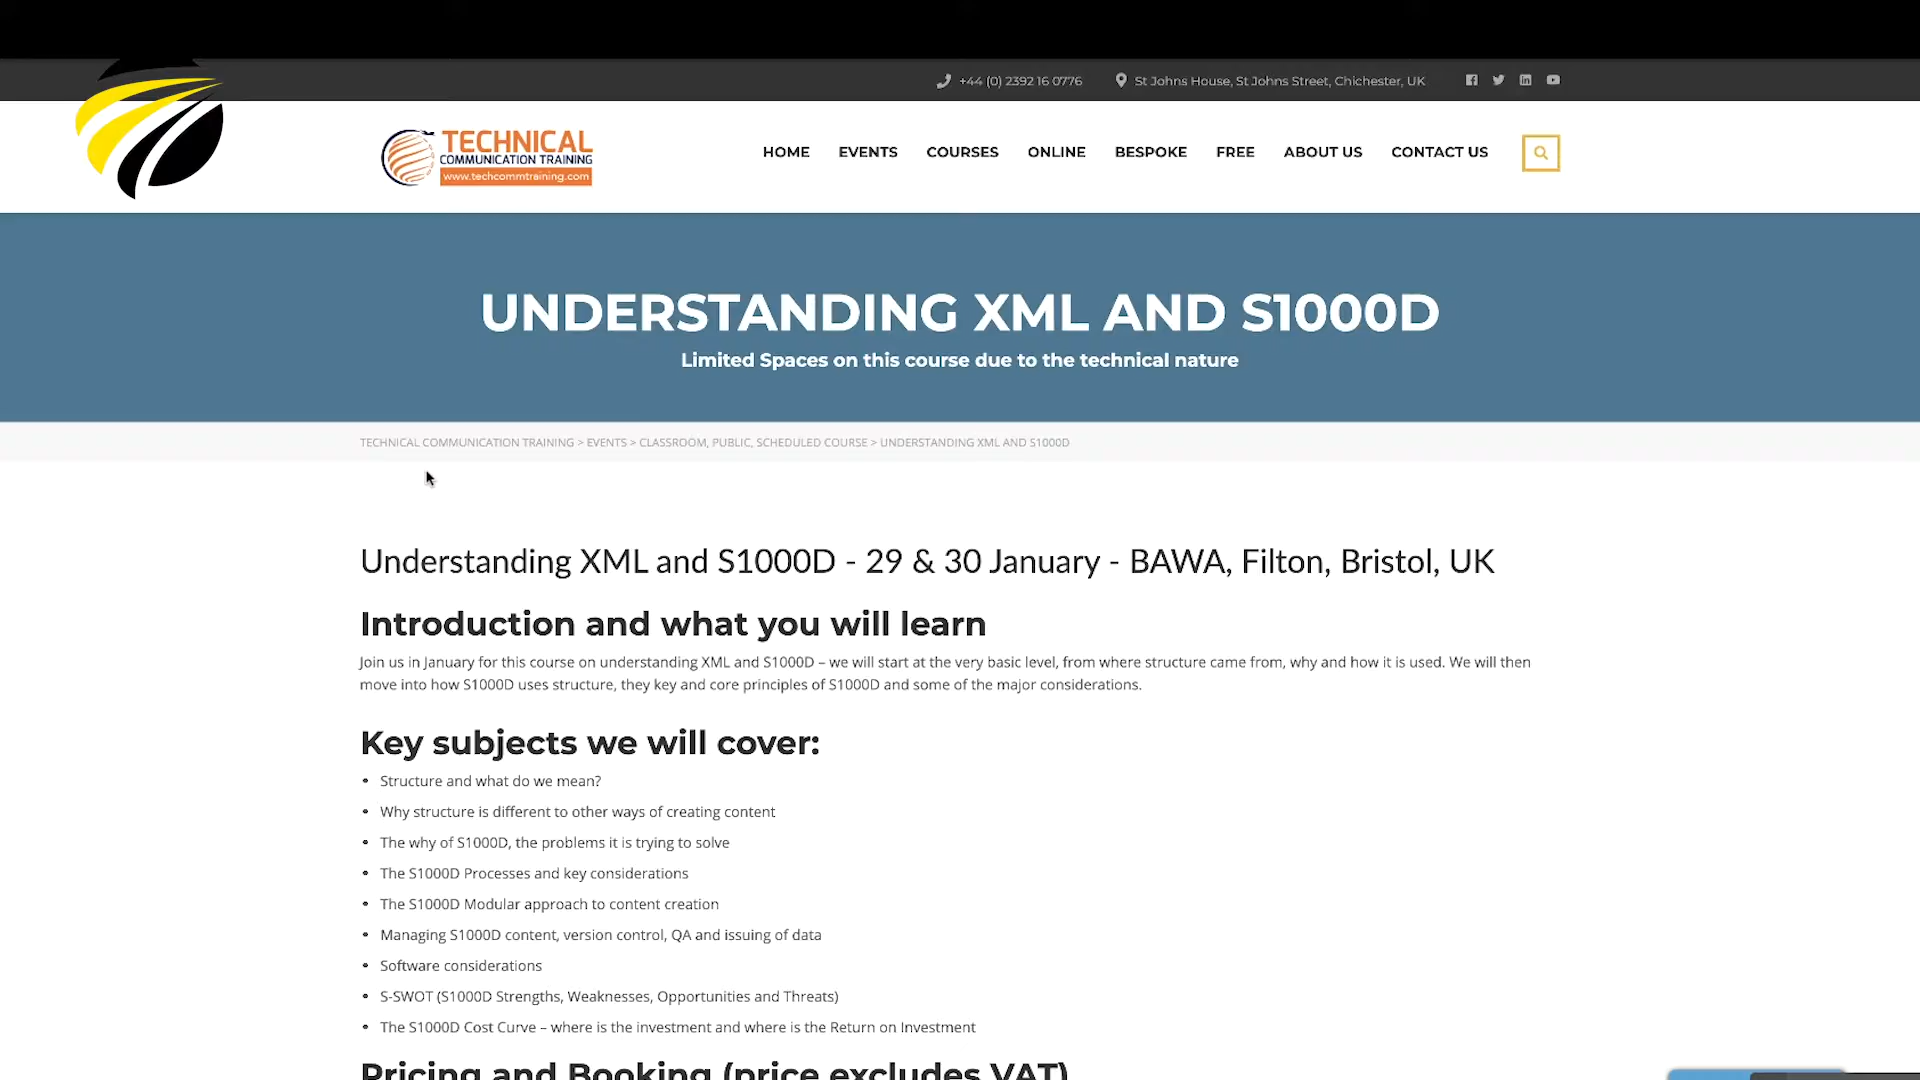 +44 (0) 2392 16 0776
St Johns House, St Johns Street, Chichester, UK
TECHNICAL
COMMUNICATION TRAINING
www.techcommtraining.com
HOME EVENTS COURSES ONLINE BESPOKE FREE ABOUT US CONTACT US
UNDERSTANDING XML AND S1000D
Limited Spaces on this course due to the technical nature
TECHNICAL COMMUNICATION TRAINING > EVENTS > CLASSROOM, PUBLIC, SCHEDULED COURSE > UNDERSTANDING XML AND S1000D
Understanding XML and S1000D - 29 & 30 January - BAWA, Filton, Bristol, UK
Introduction and what you will learn
Join us in January for this course on understanding XML and S1000D – we will start at the very basic level, from where structure came from, why and how it is used. We will then
move into how S1000D uses structure, they key and core principles of S1000D and some of the major considerations.
Key subjects we will cover:
• Structure and what do we mean?
• Why structure is different to other ways of creating content
• The why of S1000D, the problems it is trying to solve
• The S1000D Processes and key considerations
• The S1000D Modular approach to content creation
• Managing S1000D content, version control, QA and issuing of data
• Software considerations
• S-SWOT (S1000D Strengths, Weaknesses, Opportunities and Threats)
• The S1000D Cost Curve – where is the investment and where is the Return on Investment
Pricing and Booking (price excludes VAT)